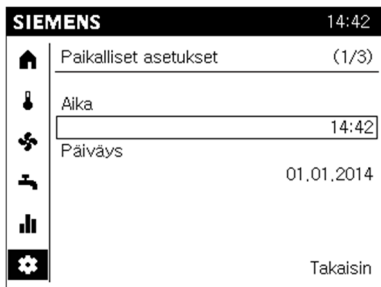 SIEMENS 14:42
Paikalliset asetukset (1/3)
Aika
14:42
Päiväys
01.01.2014
Takaisin